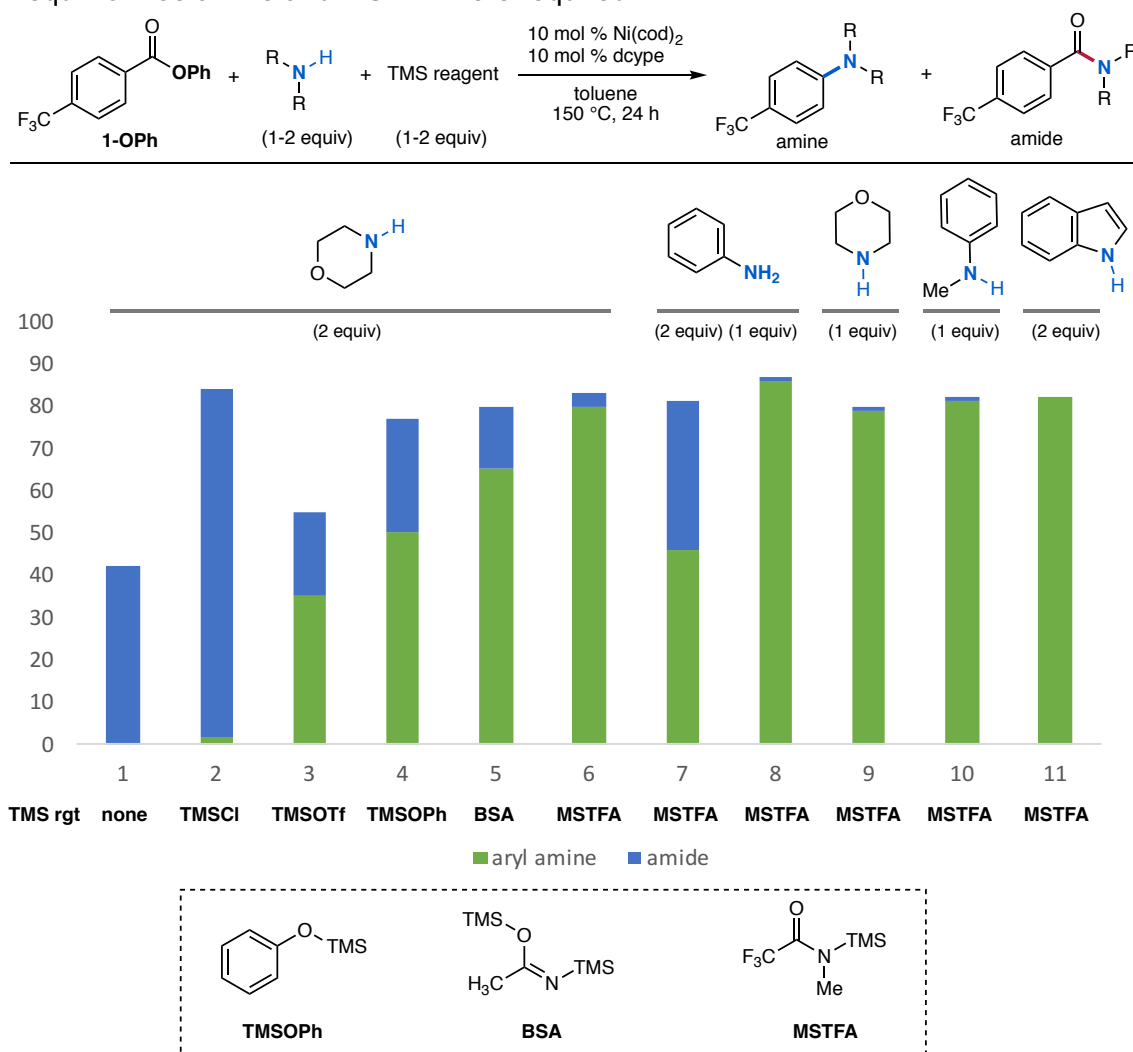 O
OPh
F3C
1-OPh
+
R
N
H
R
(1-2 equiv)
+
TMS reagent
(1-2 equiv)
10 mol % Ni(cod)2
10 mol % dcype
toluene
150 °C, 24 h
R
N
R
F3C
amine
+
O
R
N
R
F3C
amide
H
N
O
NH2
O
N
H
Me
N
H
N
H
(2 equiv)
(2 equiv) (1 equiv)
(1 equiv)
(1 equiv)
(2 equiv)
100
90
80
70
60
50
40
30
20
10
0
1 2 3 4 5 6 7 8 9 10 11
TMS rgt none TMSCl TMSOTf TMSOPh BSA MSTFA MSTFA MSTFA MSTFA MSTFA MSTFA
aryl amine amide
O
TMS
TMSOPh
TMS
O
H3C
N
TMS
BSA
O
F3C
N
TMS
Me
MSTFA